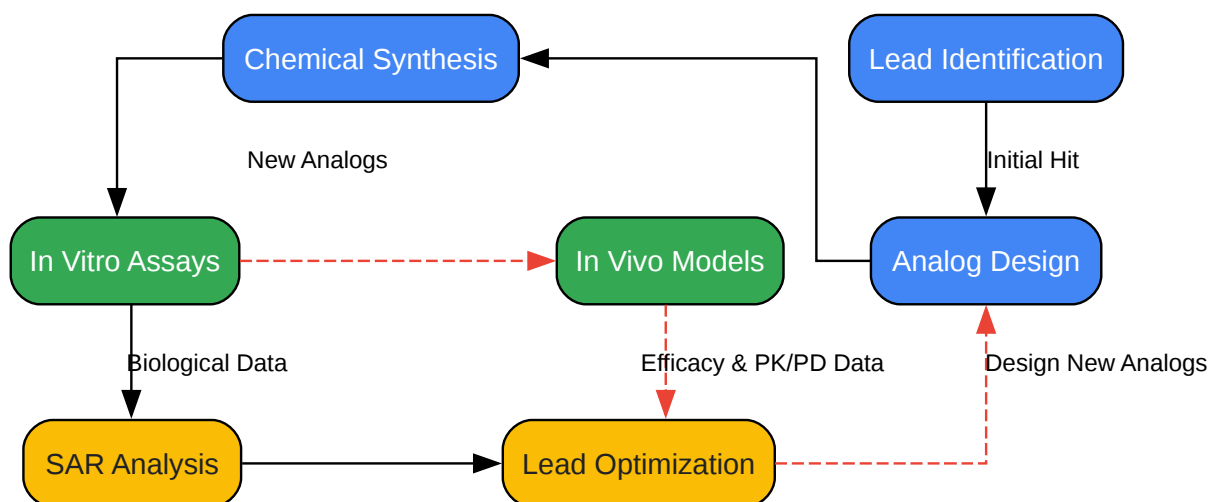 Chemical Synthesis
Lead Identification
New Analogs
Initial Hit
In Vitro Assays
In Vivo Models
Analog Design
Biological Data
Efficacy & PK/PD Data
Design New Analogs
SAR Analysis
Lead Optimization